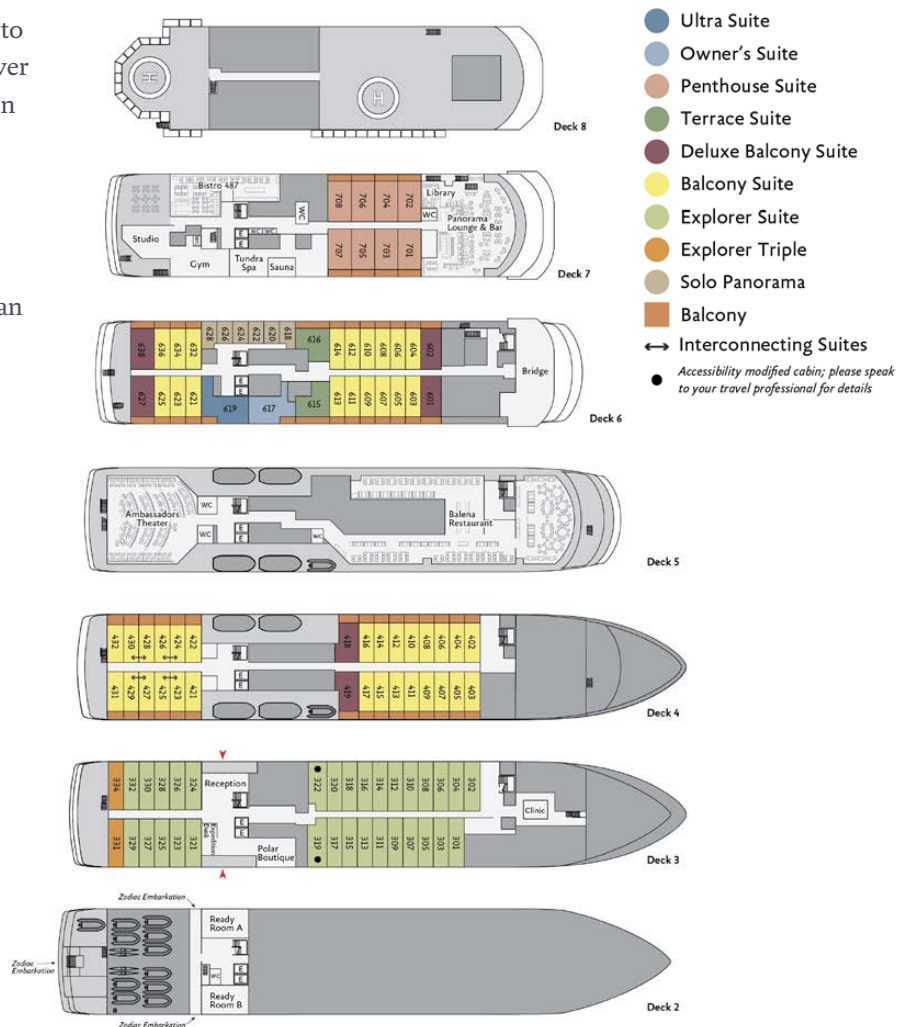 to
ver
n
an
Ultra Suite
Owner's Suite
Penthouse Suite
Terrace Suite
Deluxe Balcony Suite
Balcony Suite
Explorer Suite
Explorer Triple
Solo Panorama
Balcony
Interconnecting Suites
Accessibility modified cabin; please speak
to your travel professional for details
H
H
Deck 8
Bistro 487
WC
708 706 704 702
Library
WC
Panorama
Lounge & Bar
Studio
WC WC
E
E
Gym
Tundra
Spa
Sauna
707 705 703 701
Deck 7
638 636 634 632 628 626 624 622 620 618 616 614 612 610 608 606 604 602
Bridge
E
E
627 625 623 621 619 617 615 613 611 609 607 605 603 601
Deck 6
Ambassadors
Theater
WC
WC
E
E
WC
Balena
Restaurant
Deck 5
432 430 428 426 424 422 418 416 414 412 410 408 406 404 402
E
E
431 429 427 425 423 421 419 417 415 413 411 409 407 405 403
Deck 4
334 332 330 328 326 324
Reception
322 320 318 316 314 312 310 308 306 304 302
Clinic
E
E
331 329 327 325 323 321
Expedition
Desk
Polar
Boutique
319 317 315 313 311 309 307 305 303 301
Deck 3
Zodiac Embarkation
Ready
Room A
Zodiac
Embarkation
WC
E
E
Ready
Room B
Deck 2
Zodiac Embarkation